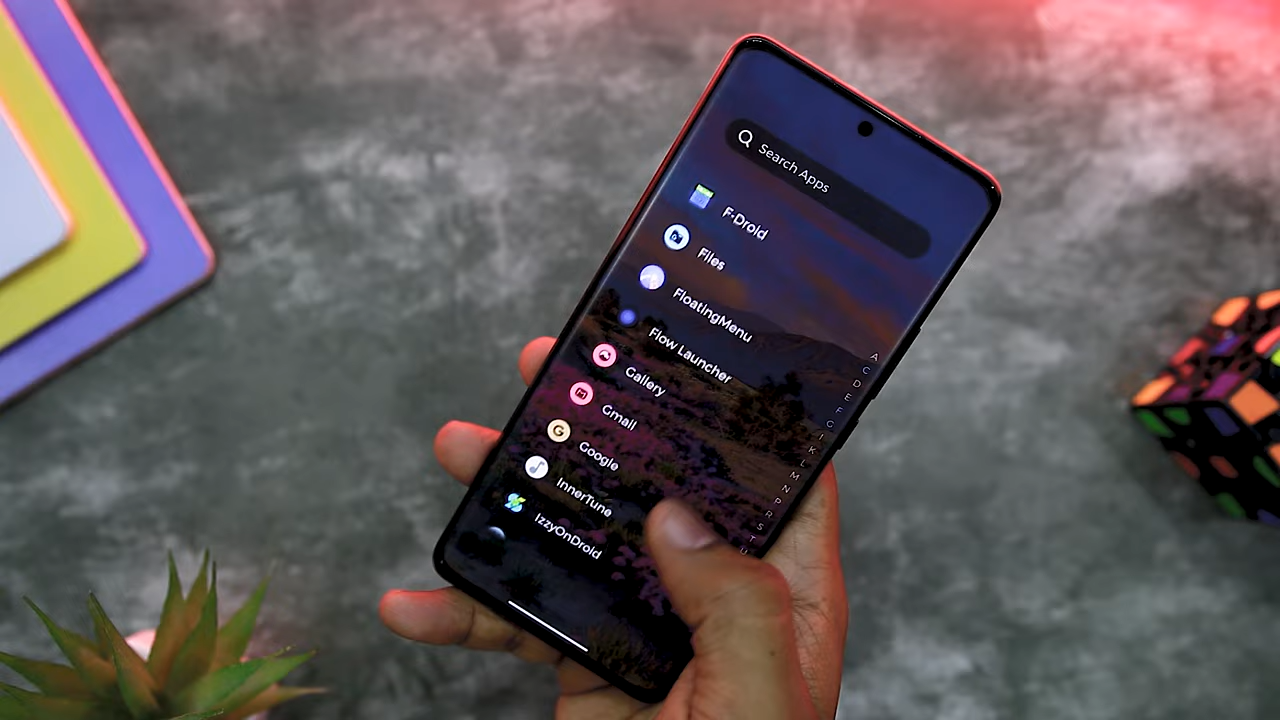 Search Apps
F-Droid
Files
FloatingMenu
Flow Launcher
Gallery
Gmail
Google
InnerTune
IzzyOnDroid
A
C
D
E
F
G
I
K
L
M
N
P
R
S
T
U